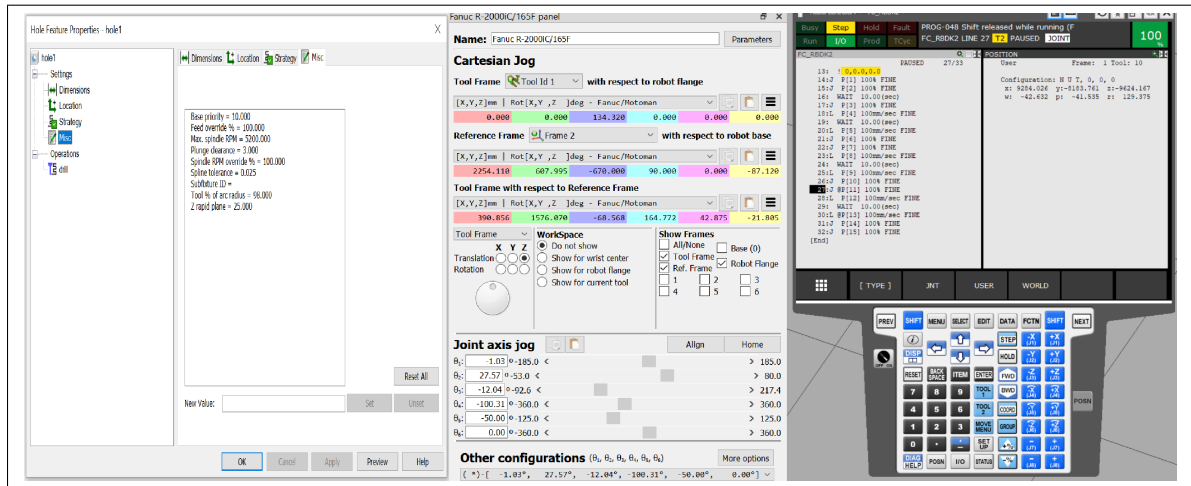 Hole Feature Properties - hole1
X
hole1
Settings
Dimensions
Location
Strategy
Misc
Operations
drill
Dimensions Location Strategy Misc
Base priority = 10.000
Feed override % = 100.000
Max. spindle RPM = 5200.000
Plunge clearance = 3.000
Spindle RPM override % = 100.000
Spline tolerance = 0.025
Subfixture ID =
Tool % of arc radius = 98.000
Z rapid plane = 25.000
Reset All
New Value:
Set Unset
OK Cancel Apply Preview Help
Fanuc R-2000iC/165F panel
Name: Fanuc R-2000iC/165F Parameters
Cartesian Jog
Tool Frame Tool Id 1 with respect to robot flange
[X,Y,Z]mm | Rot[X,Y ,Z ]deg - Fanuc/Motoman
0.000 0.000 134.320 0.000 0.000 0.000
Reference Frame Frame 2 with respect to robot base
[X,Y,Z]mm | Rot[X,Y ,Z ]deg - Fanuc/Motoman
2254.110 607.995 -670.000 90.000 0.000 -87.120
Tool Frame with respect to Reference Frame
[X,Y,Z]mm | Rot[X,Y ,Z ]deg - Fanuc/Motoman
390.856 1576.070 -68.568 164.772 42.875 -21.805
Tool Frame
X Y Z
Translation
Rotation
WorkSpace
Do not show
Show for wrist center
Show for robot flange
Show for current tool
Show Frames
All/None Base (0)
Tool Frame Robot Flange
Ref. Frame
1 2 3
4 5 6
Joint axis jog Align Home
θ₁: -1.03 º -185.0 < > 185.0
θ₂: 27.57 º -53.0 < > 80.0
θ₃: -12.04 º -92.6 < > 217.4
θ₄: -100.31 º -360.0 < > 360.0
θ₅: -50.00 º -125.0 < > 125.0
θ₆: 0.00 º -360.0 < > 360.0
Other configurations (θ₁, θ₂, θ₃, θ₄, θ₅, θ₆) More options
( *)-[ -1.03°, 27.57°, -12.04°, -100.31°, -50.00°, 0.00°]
Busy Step Hold Fault PROG-048 Shift released while running (F
Run I/O Prod TCyc FC_RBDK2 LINE 27 T2 PAUSED JOINT
100 %
FC_RBDK2
PAUSED 27/33
13: ! 0,0.0,0.0
14:J P[1] 100% FINE
15:J P[2] 100% FINE
16: WAIT 10.00(sec)
17:J P[3] 100% FINE
18:L P[4] 100mm/sec FINE
19: WAIT 10.00(sec)
20:L P[5] 100mm/sec FINE
21:J P[6] 100% FINE
22:J P[7] 100% FINE
23:L P[8] 100mm/sec FINE
24: WAIT 10.00(sec)
25:L P[9] 100mm/sec FINE
26:J P[10] 100% FINE
27:J @P[11] 100% FINE
28:L P[12] 100mm/sec FINE
29: WAIT 10.00(sec)
30:L @P[13] 100mm/sec FINE
31:J P[14] 100% FINE
32:J P[15] 100% FINE
[End]
POSITION
User Frame: 1 Tool: 10
Configuration: N U T, 0, 0, 0
x: 9284.026 y:-8183.761 z:-9624.167
w: -42.632 p: -41.535 z: 129.375
[ TYPE ] JNT USER WORLD
PREV SHIFT MENU SELECT EDIT DATA FCTN SHIFT NEXT
i STEP -X (J1) +X (J1)
OFF ON DISP HOLD -Y (J2) +Y (J2)
RESET BACK SPACE ITEM ENTER FWD -Z (J3) +Z (J3)
7 8 9 TOOL 1 BWD -X (J4) +X (J4)
POSN
4 5 6 TOOL 2 COORD -Y (J5) +Y (J5)
1 2 3 MOVE MENU GROUP -Z (J6) +Z (J6)
0 . SET UP +% - (J7) + (J7)
DIAG HELP POSN I/O STATUS -% - (J8) + (J8)